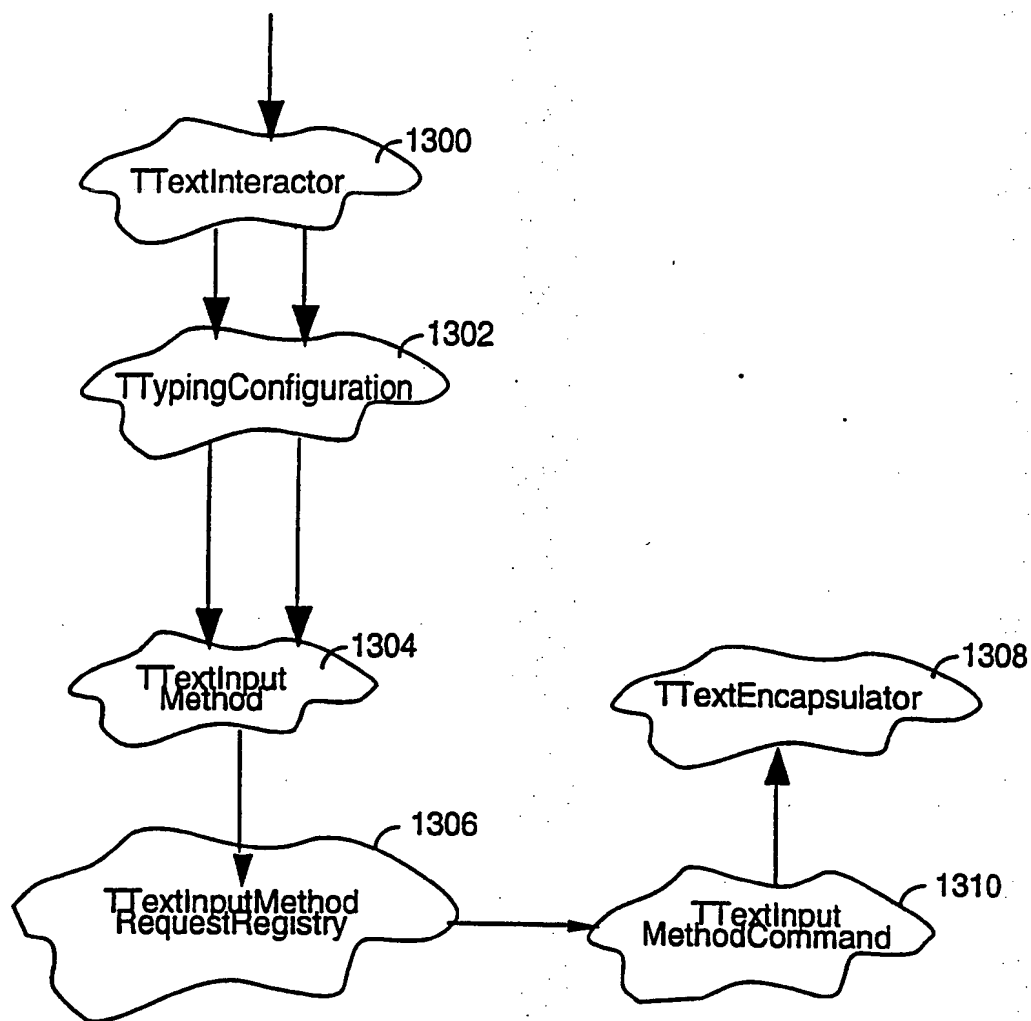 1300
TTextInteractor
1302
TTypingConfiguration
1304
TTextInput
Method
1306
TTextInputMethod
RequestRegistry
1308
TTextEncapsulator
1310
TTextInput
MethodCommand